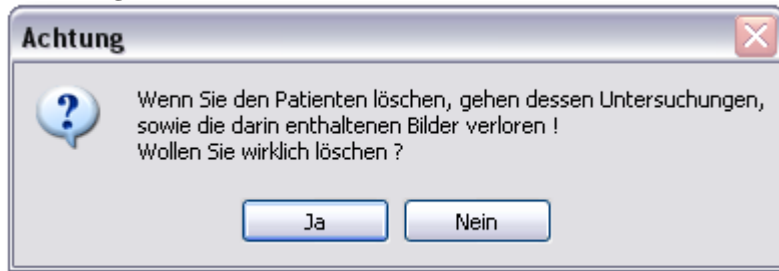 Achtung
Wenn Sie den Patienten löschen, gehen dessen Untersuchungen,
sowie die darin enthaltenen Bilder verloren !
Wollen Sie wirklich löschen ?
Ja
Nein